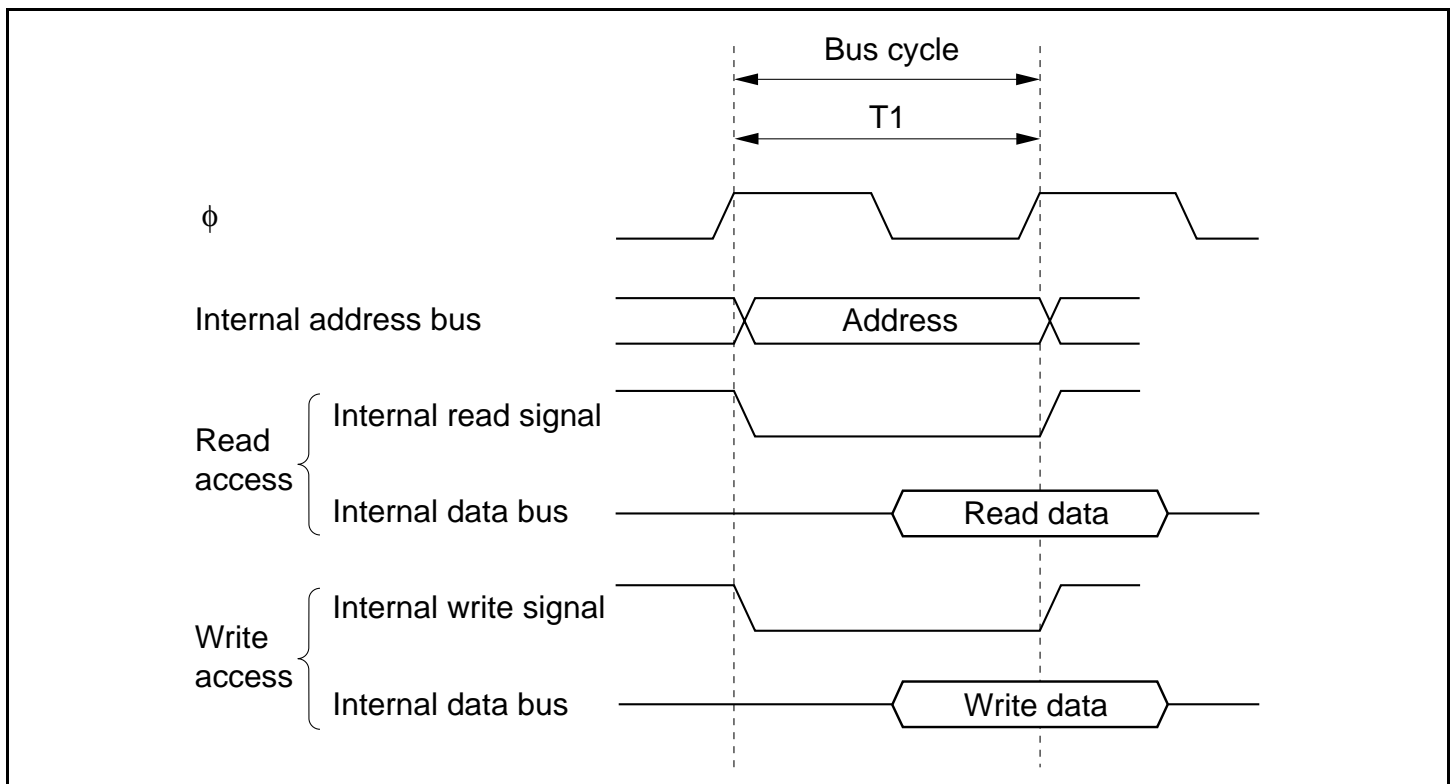 Bus cycle
T1
ϕ
Internal address bus
Address
Read
access
Internal read signal
Internal data bus
Read data
Write
access
Internal write signal
Internal data bus
Write data